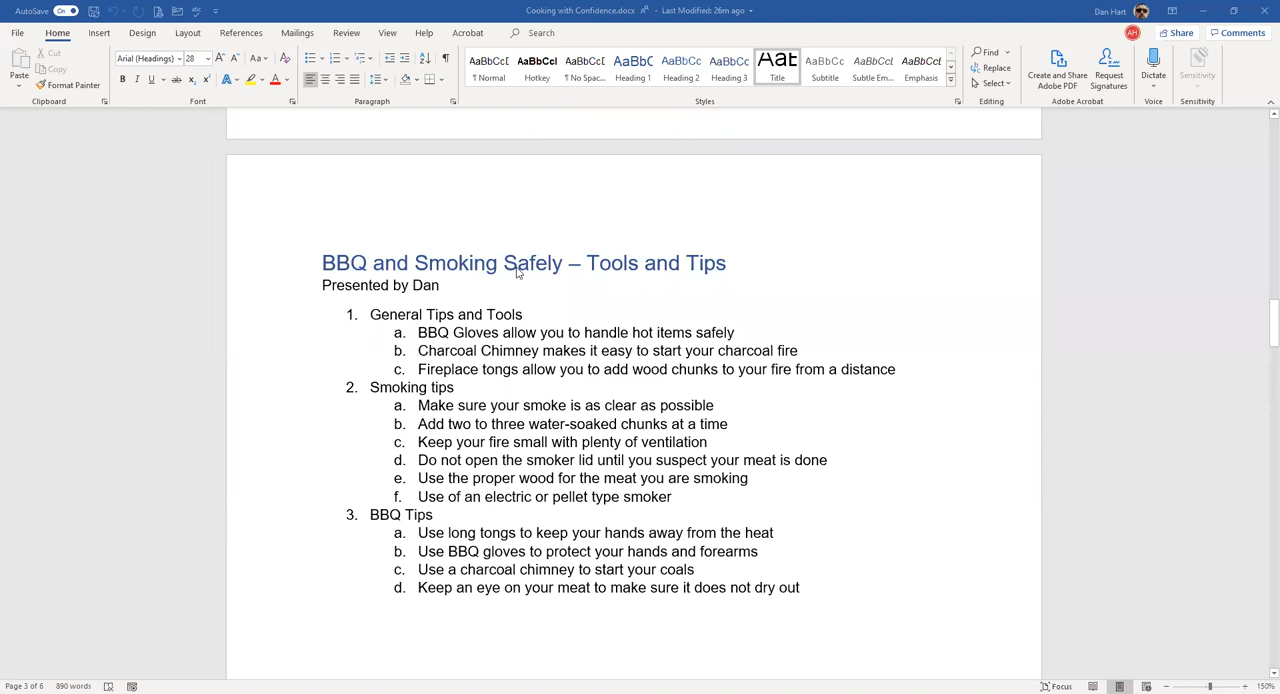 AutoSave On Cooking with Confidence.docx - Last Modified: 26m ago Dan Hart
File Home Insert Design Layout References Mailings Review View Help Acrobat Search AH Share Comments
Paste Cut Copy Format Painter Clipboard
Arial (Headings) 28 Font
Paragraph
AaBbCcI AaBbCcI AaBbCcI AaBbC AaBbCc AaBbCc AaI AaBbCc AaBbCcI AaBbCcI
¶ Normal Hotkey ¶ No Spac... Heading 1 Heading 2 Heading 3 Title Subtitle Subtle Em... Emphasis
Styles
Find Replace Select Editing
Create and Share Adobe PDF Request Signatures Adobe Acrobat
Dictate Voice
Sensitivity Sensitivity
BBQ and Smoking Safely – Tools and Tips
Presented by Dan
1. General Tips and Tools
a. BBQ Gloves allow you to handle hot items safely
b. Charcoal Chimney makes it easy to start your charcoal fire
c. Fireplace tongs allow you to add wood chunks to your fire from a distance
2. Smoking tips
a. Make sure your smoke is as clear as possible
b. Add two to three water-soaked chunks at a time
c. Keep your fire small with plenty of ventilation
d. Do not open the smoker lid until you suspect your meat is done
e. Use the proper wood for the meat you are smoking
f. Use of an electric or pellet type smoker
3. BBQ Tips
a. Use long tongs to keep your hands away from the heat
b. Use BBQ gloves to protect your hands and forearms
c. Use a charcoal chimney to start your coals
d. Keep an eye on your meat to make sure it does not dry out
Page 3 of 6 890 words Focus 150%